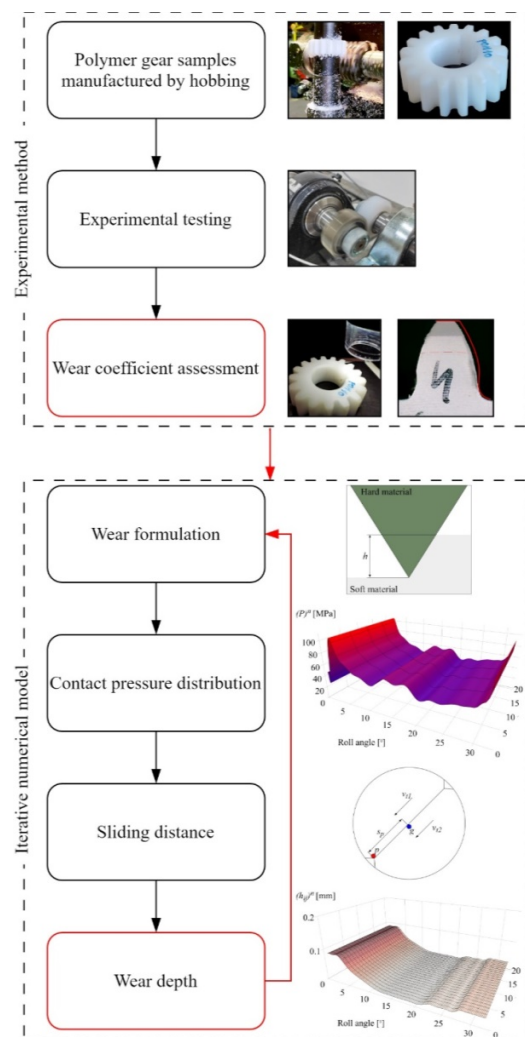 Experimental method
Polymer gear samples
manufactured by hobbing
Experimental testing
Wear coefficient assessment
Iterative numerical model
Wear formulation
Hard material
h
Soft material
Contact pressure distribution
(P)ⁿ [MPa]
100
80
60
40
20
0
5
10
15
20
25
30
0
5
10
15
20
Roll angle [°]
Sliding distance
Wear depth
0.2
0.1
0
5
10
15
20
25
30
0
5
10
15
20
Roll angle [°]